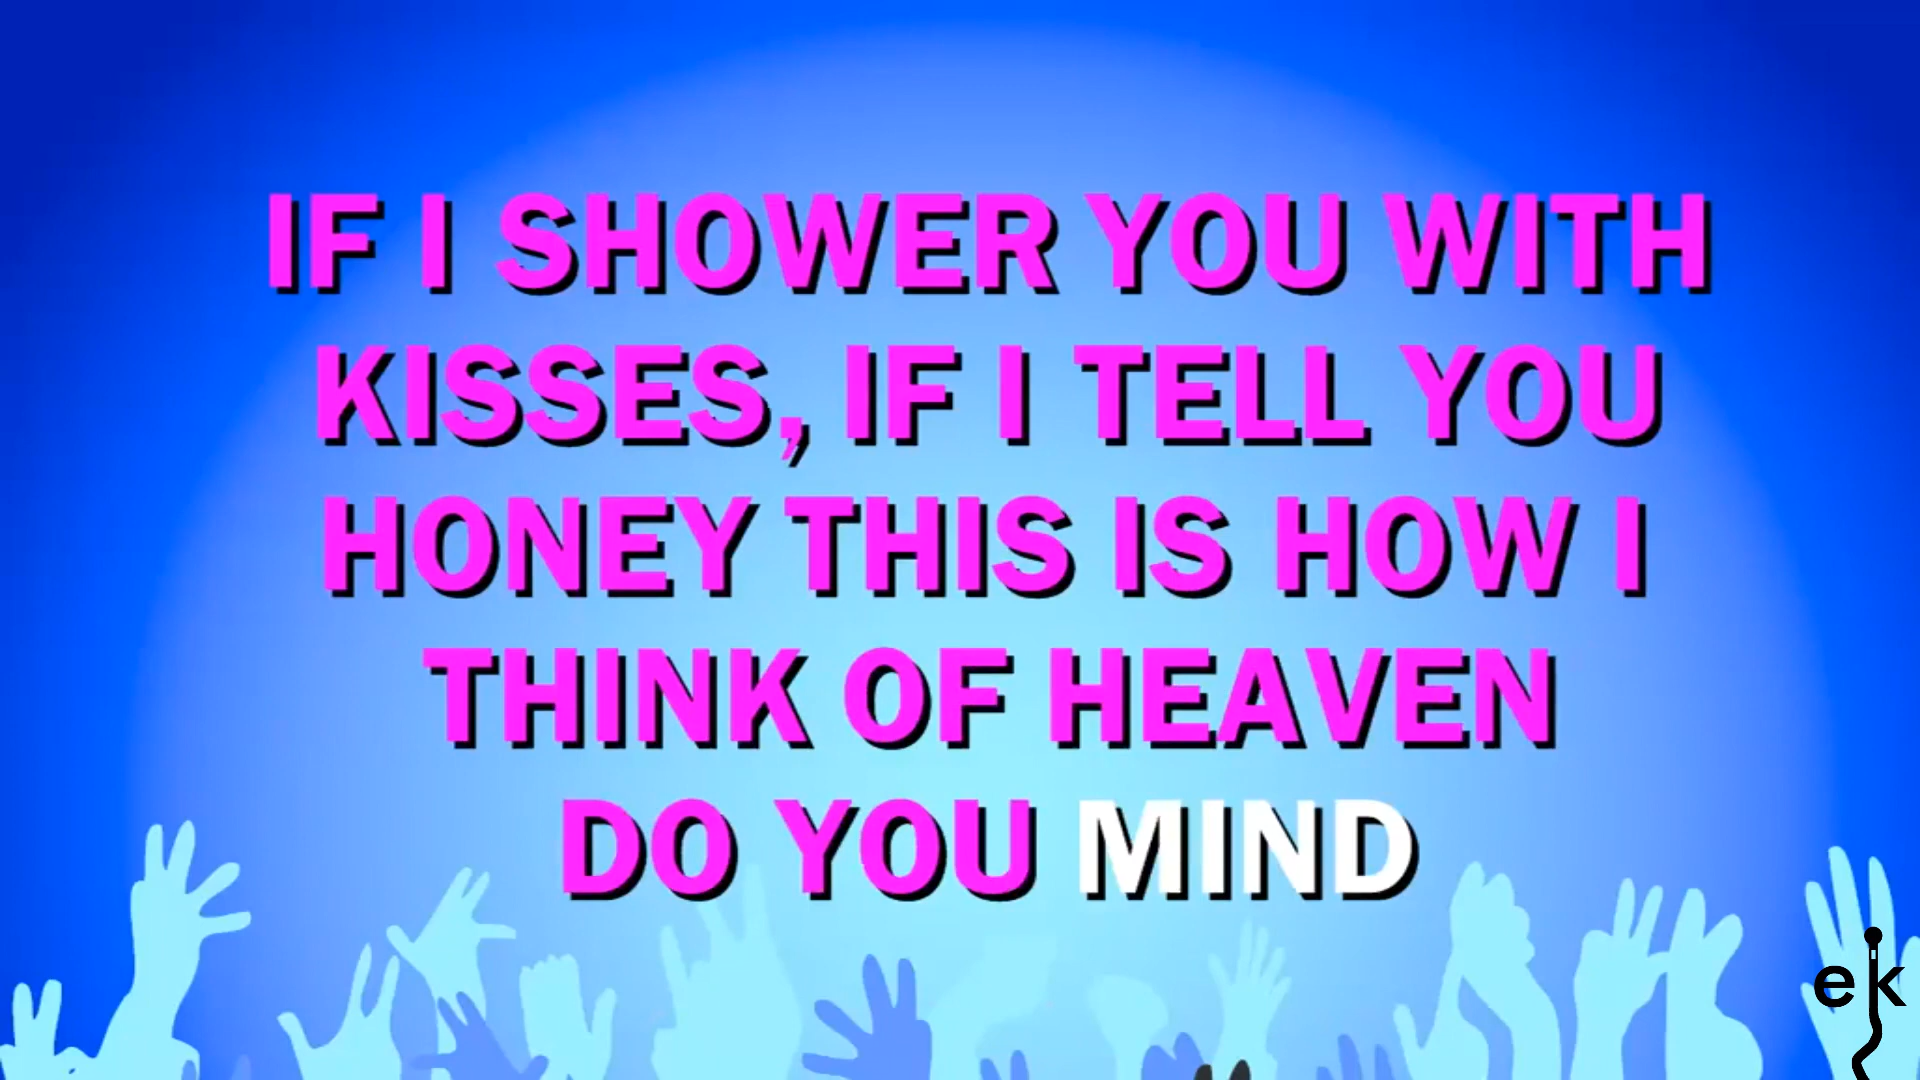 IF I SHOWER YOU WITH
KISSES, IF I TELL YOU
HONEY THIS IS HOW I
THINK OF HEAVEN
DO YOU MIND
ek